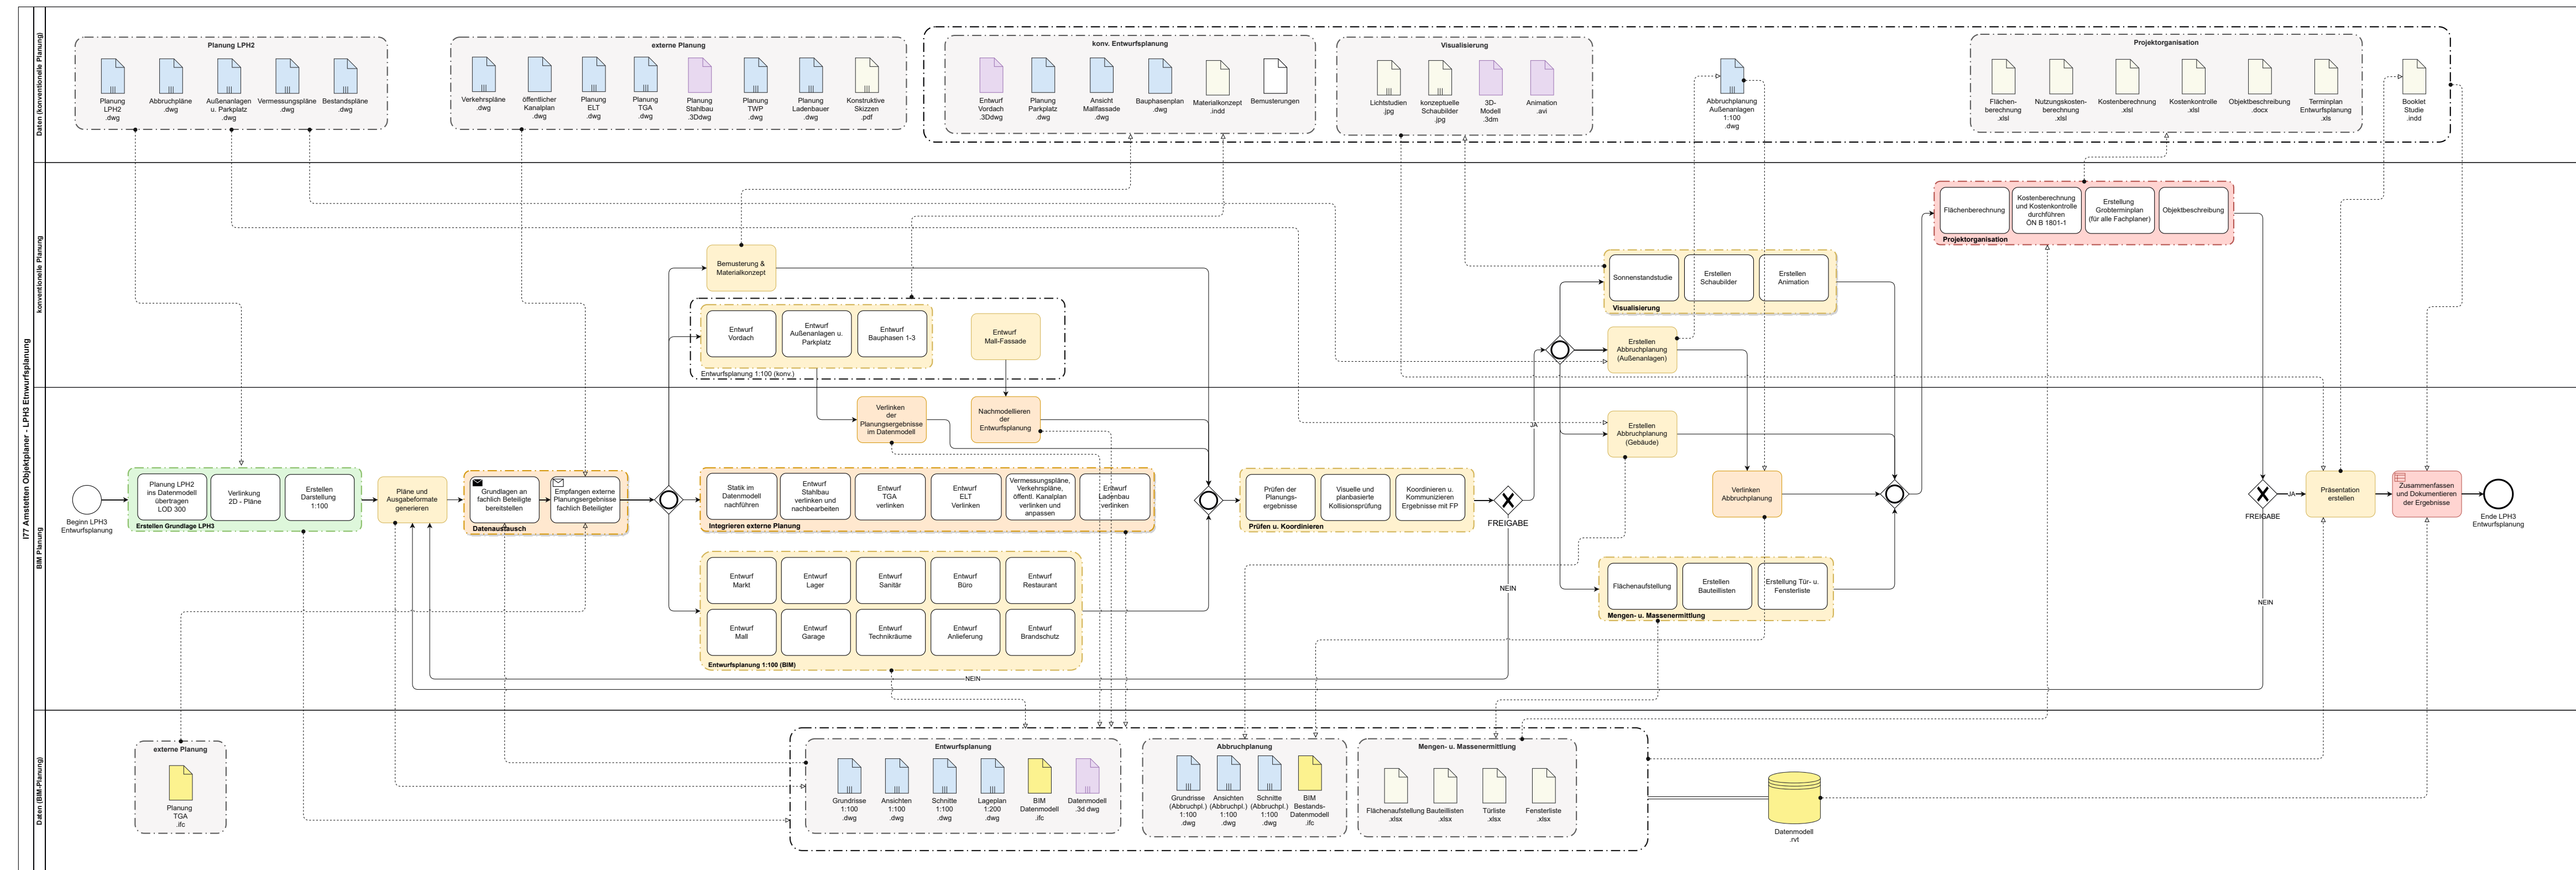 I77 Amstetten Objektplaner - LPH3 Etnwurfsplanung
Daten (konventionelle Planung)
Planung LPH2
Planung
LPH2
.dwg
Abbruchpläne
.dwg
Außenanlagen
u. Parkplatz
.dwg
Vermessungspläne
.dwg
Bestandspläne
.dwg
externe Planung
Verkehrspläne
.dwg
öffentlicher
Kanalplan
.dwg
Planung
ELT
.dwg
Planung
TGA
.dwg
Planung
Stahlbau
.3Ddwg
Planung
TWP
.dwg
Planung
Ladenbauer
.dwg
Konstruktive
Skizzen
.pdf
konv. Entwurfsplanung
Entwurf
Vordach
.3Ddwg
Planung
Parkplatz
.dwg
Ansicht
Mallfassade
.dwg
Bauphasenplan
.dwg
Materialkonzept
.indd
Bemusterungen
Visualisierung
Lichtstudien
.jpg
konzeptuelle
Schaubilder
.jpg
3D-
Modell
.3dm
Animation
.avi
Abbruchplanung
Außenanlagen
1:100
.dwg
Projektorganisation
Flächen-
berechnung
.xlsl
Nutzungskosten-
berechnung
.xlsl
Kostenberechnung
.xlsl
Kostenkontrolle
.xlsl
Objektbeschreibung
.docx
Terminplan
Entwurfsplanung
.xls
Booklet
Studie
.indd
konventionelle Planung
Bemusterung &
Materialkonzept
Entwurf
Vordach
Entwurf
Außenanlagen u.
Parkplatz
Entwurf
Bauphasen 1-3
Entwurf
Mall-Fassade
Entwurfsplanung 1:100 (konv.)
Sonnenstandstudie
Erstellen
Schaubilder
Erstellen
Animation
Visualisierung
Erstellen
Abbruchplanung
(Außenanlagen)
Flächenberechnung
Kostenberechnung
und Kostenkontrolle
durchführen
ÖN B 1801-1
Erstellung
Grobterminplan
(für alle Fachplaner)
Objektbeschreibung
Projektorganisation
BIM Planung
Beginn LPH3
Entwurfsplanung
Planung LPH2
ins Datenmodell
übertragen
LOD 300
Verlinkung
2D - Pläne
Erstellen
Darstellung
1:100
Erstellen Grundlage LPH3
Pläne und
Ausgabeformate
generieren
Grundlagen an
fachlich Beteiligte
bereitstellen
Empfangen externe
Planungsergebnisse
fachlich Beteiligter
Datenaustausch
Verlinken
der
Planungsergebnisse
im Datenmodell
Nachmodellieren
der
Entwurfsplanung
Statik im
Datenmodell
nachführen
Entwurf
Stahlbau
verlinken und
nachbearbeiten
Entwurf
TGA
verlinken
Entwurf
ELT
Verlinken
Vermessungspläne,
Verkehrspläne,
öffentl. Kanalplan
verlinken und
anpassen
Entwurf
Ladenbau
verlinken
Integrieren externe Planung
Entwurf
Markt
Entwurf
Lager
Entwurf
Sanitär
Entwurf
Büro
Entwurf
Restaurant
Entwurf
Mall
Entwurf
Garage
Entwurf
Technikräume
Entwurf
Anlieferung
Entwurf
Brandschutz
Entwurfsplanung 1:100 (BIM)
Prüfen der
Planungs-
ergebnisse
Visuelle und
planbasierte
Kollisionsprüfung
Koordinieren u.
Kommunizieren
Ergebnisse mit FP
Prüfen u. Koordinieren
FREIGABE
JA
NEIN
NEIN
Erstellen
Abbruchplanung
(Gebäude)
Verlinken
Abbruchplanung
Flächenaufstellung
Erstellen
Bauteillisten
Erstellung Tür- u.
Fensterliste
Mengen- u. Massenermittlung
FREIGABE
JA
NEIN
Präsentation
erstellen
Zusammenfassen
und Dokumentieren
der Ergebnisse
Ende LPH3
Entwurfsplanung
Daten (BIM-Planung)
externe Planung
Planung
TGA
.ifc
Entwurfsplanung
Grundrisse
1:100
.dwg
Ansichten
1:100
.dwg
Schnitte
1:100
.dwg
Lageplan
1:200
.dwg
BIM
Datenmodell
.ifc
Datenmodell
.3d dwg
Abbruchplanung
Grundrisse
(Abbruchpl.)
1:100
.dwg
Ansichten
(Abbruchpl.)
1:100
.dwg
Schnitte
(Abbruchpl.)
1:100
.dwg
BIM
Bestands-
Datenmodell
.ifc
Mengen- u. Massenermittlung
Flächenaufstellung
.xlsx
Bauteillisten
.xlsx
Türliste
.xlsx
Fensterliste
.xlsx
Datenmodell
.rvt